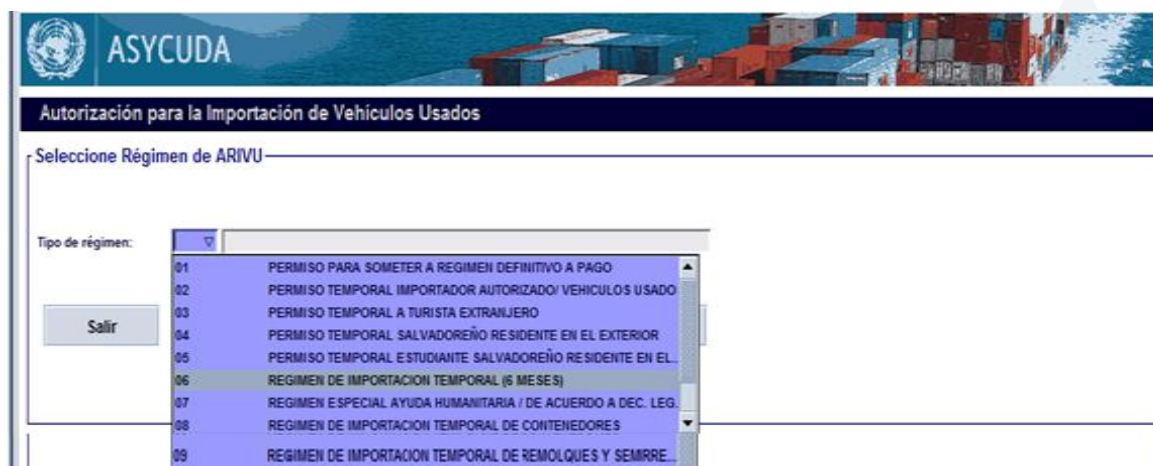 ASYCUDA
Autorización para la Importación de Vehículos Usados
Seleccione Régimen de ARIVU
Tipo de régimen:
01 PERMISO PARA SOMETER A REGIMEN DEFINITIVO A PAGO
02 PERMISO TEMPORAL IMPORTADOR AUTORIZADO/ VEHICULOS USADO
03 PERMISO TEMPORAL A TURISTA EXTRANJERO
Salir
04 PERMISO TEMPORAL SALVADOREÑO RESIDENTE EN EL EXTERIOR
05 PERMISO TEMPORAL ESTUDIANTE SALVADOREÑO RESIDENTE EN EL...
06 REGIMEN DE IMPORTACION TEMPORAL (6 MESES)
07 REGIMEN ESPECIAL AYUDA HUMANITARIA / DE ACUERDO A DEC. LEG.
08 REGIMEN DE IMPORTACION TEMPORAL DE CONTENEDORES
09 REGIMEN DE IMPORTACION TEMPORAL DE REMOLQUES Y SEMIRRE...